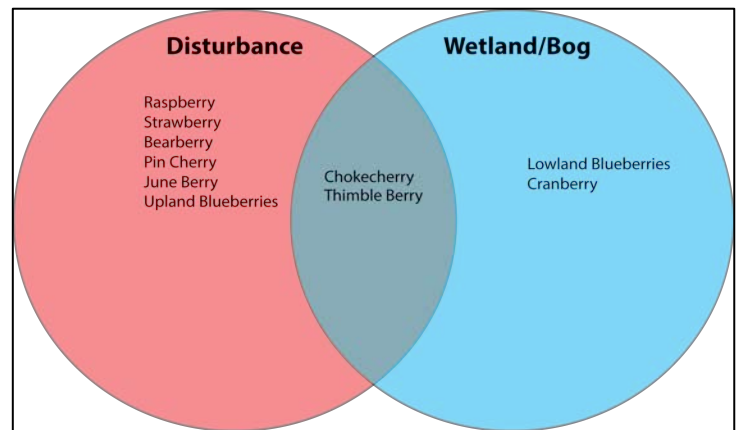 Disturbance
Wetland/Bog
Raspberry
Strawberry
Bearberry
Pin Cherry
June Berry
Upland Blueberries
Chokecherry
Thimble Berry
Lowland Blueberries
Cranberry